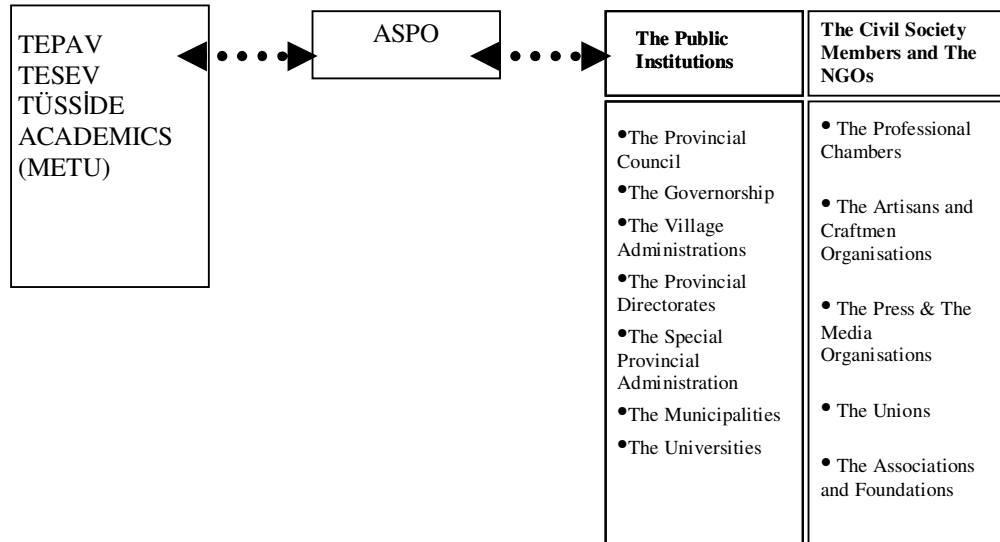 TEPAV
TESEV
TÜSSİDE
ACADEMICS
(METU)
ASPO
The Public
Institutions
•The Provincial
Council
•The Governorship
•The Village
Administrations
•The Provincial
Directorates
•The Special
Provincial
Administration
•The Municipalities
•The Universities
The Civil Society
Members and The
NGOs
• The Professional
Chambers
• The Artisans and
Craftmen
Organisations
• The Press & The
Media
Organisations
• The Unions
• The Associations
and Foundations